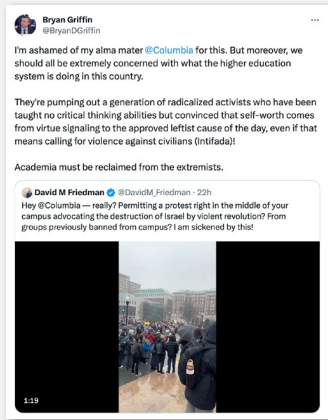 Bryan Griffin
@BryanDGriffin
I'm ashamed of my alma mater @Columbia for this. But moreover, we
should all be extremely concerned with what the higher education
system is doing in this country.
They're pumping out a generation of radicalized activists who have been
taught no critical thinking abilities but convinced that self-worth comes
from virtue signaling to the approved leftist cause of the day, even if that
means calling for violence against civilians (Intifada)!
Academia must be reclaimed from the extremists.
David M Friedman @DavidM_Friedman · 22h
Hey @Columbia — really? Permitting a protest right in the middle of your
campus advocating the destruction of Israel by violent revolution? From
groups previously banned from campus? I am sickened by this!
1:19